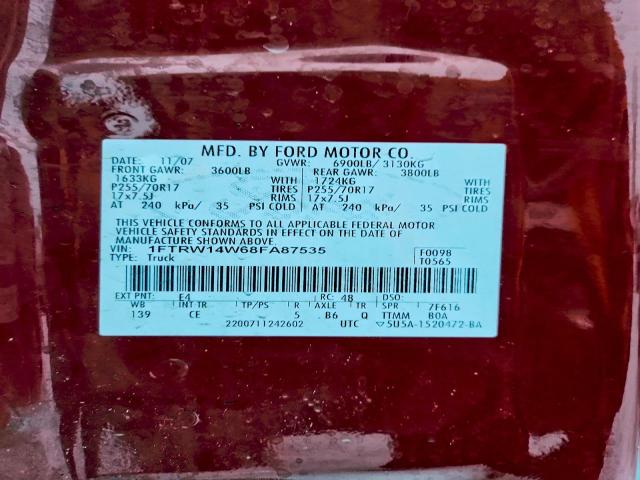 MFD. BY FORD MOTOR CO.
DATE: 11/07 GVWR: 6900LB/ 3130KG
FRONT GAWR: 3600LB REAR GAWR: 3800LB
1633KG WITH 1724KG WITH
P255/70R17 TIRES P255/70R17 TIRES
17x7.5J RIMS 17x7.5J RIMS
AT 240 kPa/ 35 PSI COLD AT 240 kPa/ 35 PSI COLD
THIS VEHICLE CONFORMS TO ALL APPLICABLE FEDERAL MOTOR
VEHICLE SAFETY STANDARDS IN EFFECT ON THE DATE OF
MANUFACTURE SHOWN ABOVE.
VIN: 1FTRW14W68FA87535 F0098
TYPE: Truck T0565
EXT PNT: E4 RC: 48 DSO:
WB INT TR TP/PS R AXLE TR SPR 7F616
139 CE 5 B6 Q TTMM BOA
2200711242602 UTC ▽5U5A-1520472-BA